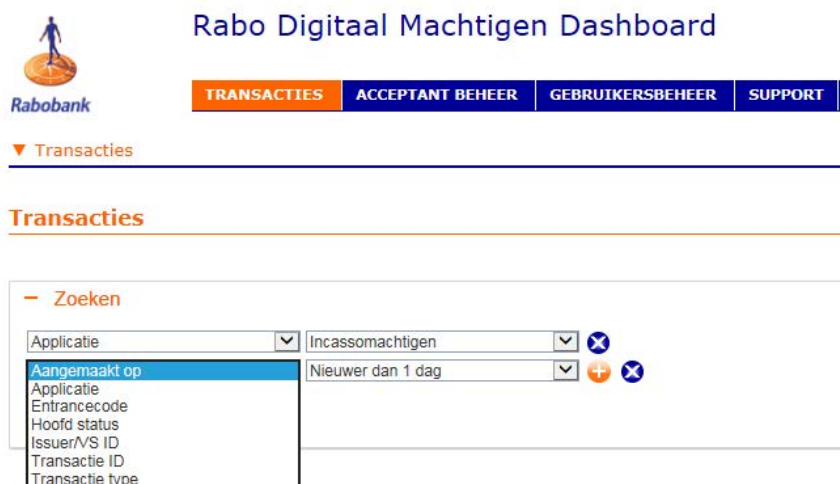 Rabo Digitaal Machtigen Dashboard
Rabobank
TRANSACTIES ACCEPTANT BEHEER GEBRUIKERSBEHEER SUPPORT
▼ Transacties
Transacties
− Zoeken
Applicatie Incassomachtigen
Aangemaakt op Nieuwer dan 1 dag
Applicatie
Entrancecode
Hoofd status
Issuer/VS ID
Transactie ID
Transactie type